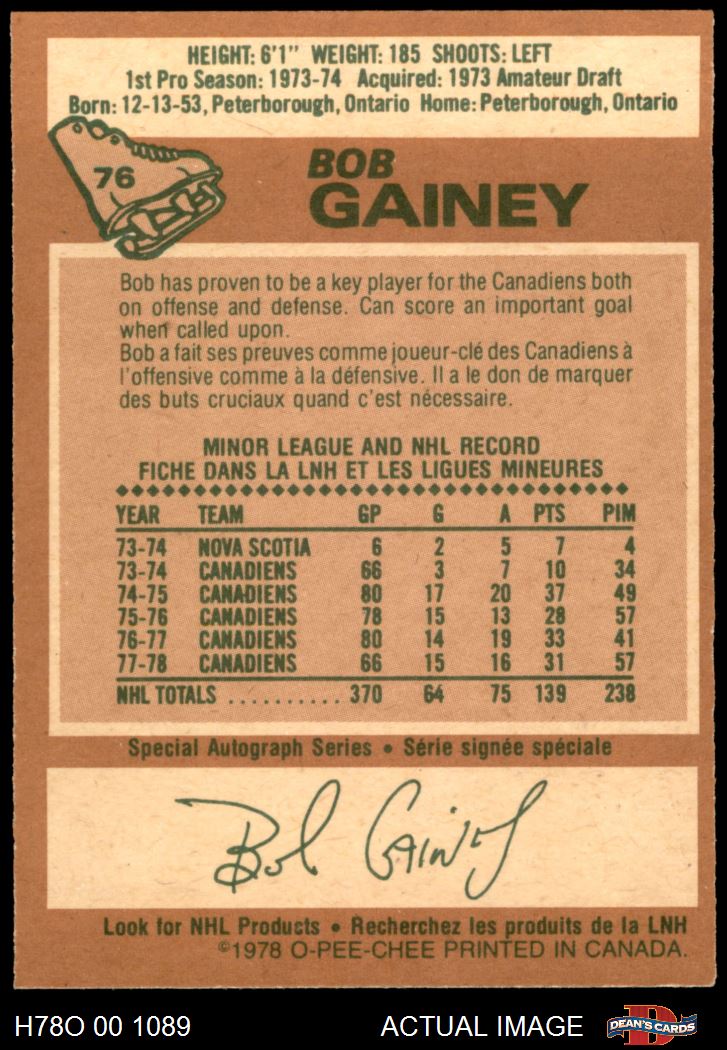 HEIGHT: 6'1" WEIGHT: 185 SHOOTS: LEFT
1st Pro Season: 1973-74 Acquired: 1973 Amateur Draft
Born: 12-13-53, Peterborough, Ontario Home: Peterborough, Ontario
76
BOB
GAINEY
Bob has proven to be a key player for the Canadiens both
on offense and defense. Can score an important goal
when called upon.
Bob a fait ses preuves comme joueur-clé des Canadiens à
l'offensive comme à la défensive. Il a le don de marquer
des buts cruciaux quand c'est nécessaire.
MINOR LEAGUE AND NHL RECORD
FICHE DANS LA LNH ET LES LIGUES MINEURES
YEAR TEAM GP G A PTS PIM
73-74 NOVA SCOTIA 6 2 5 7 4
73-74 CANADIENS 66 3 7 10 34
74-75 CANADIENS 80 17 20 37 49
75-76 CANADIENS 78 15 13 28 57
76-77 CANADIENS 80 14 19 33 41
77-78 CANADIENS 66 15 16 31 57
NHL TOTALS .......... 370 64 75 139 238
Special Autograph Series • Série signée spéciale
Bob Gainey
Look for NHL Products • Recherchez les produits de la LNH
©1978 O-PEE-CHEE PRINTED IN CANADA.
H78O 00 1089 ACTUAL IMAGE D DEAN'S CARDS